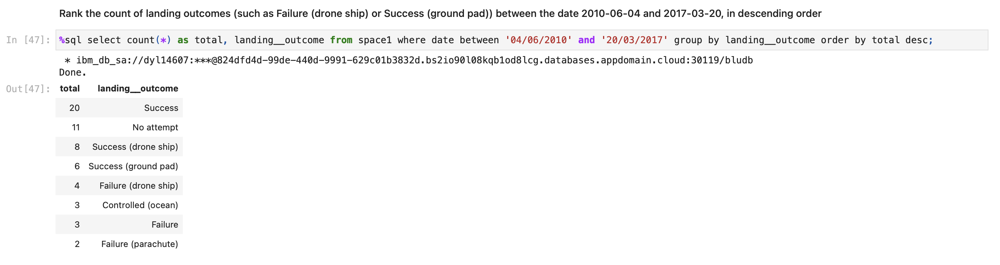 Rank the count of landing outcomes (such as Failure (drone ship) or Success (ground pad)) between the date 2010-06-04 and 2017-03-20, in descending order
In [47]: %sql select count(*) as total, landing__outcome from space1 where date between '04/06/2010' and '20/03/2017' group by landing__outcome order by total desc;
* ibm_db_sa://dyl14607:***@824dfd4d-99de-440d-9991-629c01b3832d.bs2io90l08kqb1od8lcg.databases.appdomain.cloud:30119/bludb
Done.
Out[47]: total landing__outcome
20 Success
11 No attempt
8 Success (drone ship)
6 Success (ground pad)
4 Failure (drone ship)
3 Controlled (ocean)
3 Failure
2 Failure (parachute)